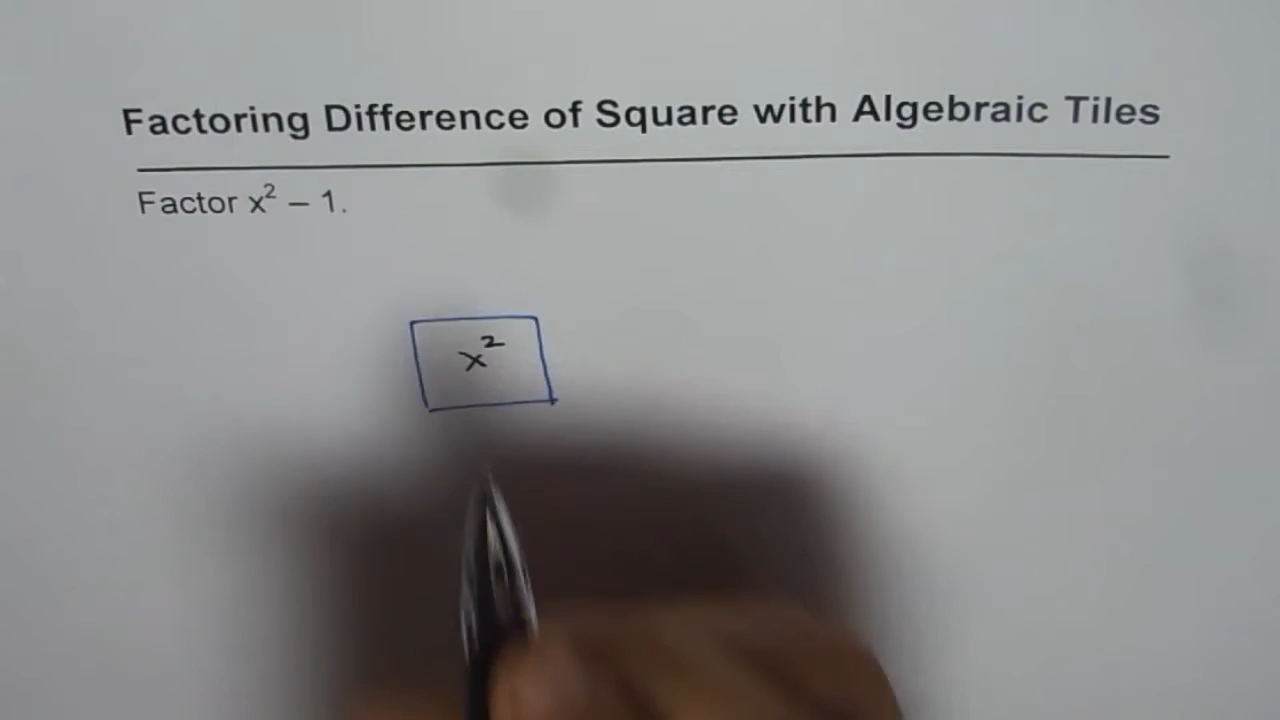 Factoring Difference of Square with Algebraic Tiles
Factor x² – 1.
x²